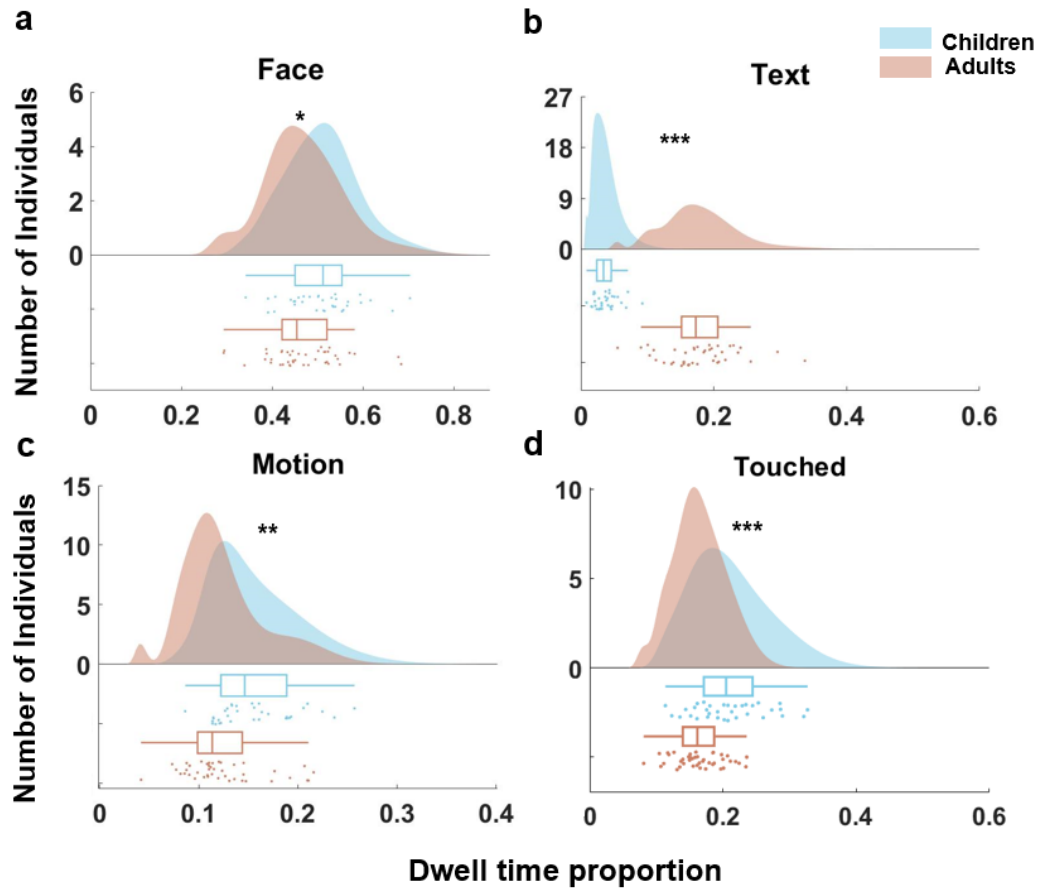 a
b
Children
Adults
Face
Text
6
4
2
0
27
18
9
0
*
***
Number of Individuals
0 0.2 0.4 0.6 0.8
0 0.2 0.4 0.6
c
d
Motion
Touched
15
10
5
0
10
5
0
**
***
Number of Individuals
0 0.1 0.2 0.3 0.4
0 0.2 0.4 0.6
Dwell time proportion